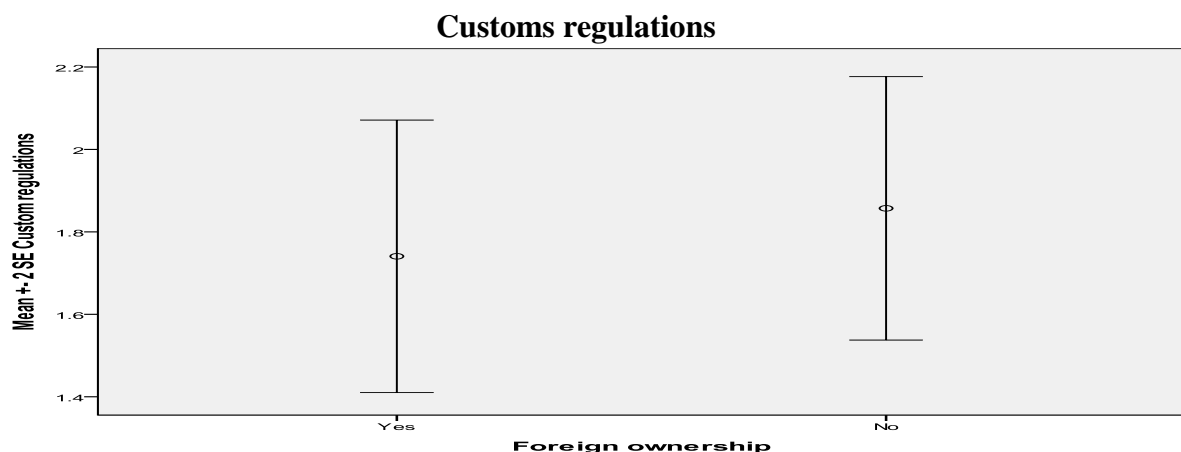 Customs regulations
Mean +- 2 SE Custom regulations
2.2
2
1.8
1.6
1.4
Yes No
Foreign ownership